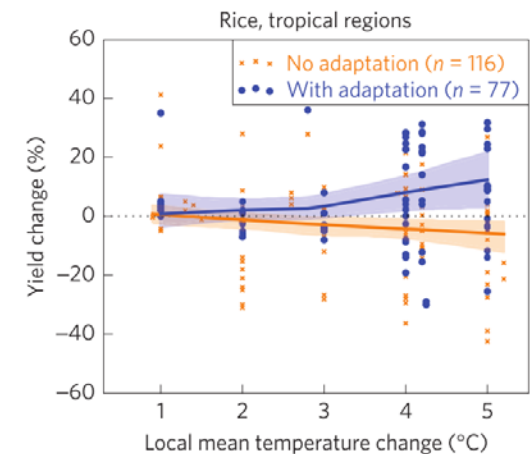 Rice, tropical regions
60
40
20
0
−20
−40
−60
Yield change (%)
No adaptation (n = 116)
With adaptation (n = 77)
1 2 3 4 5
Local mean temperature change (°C)